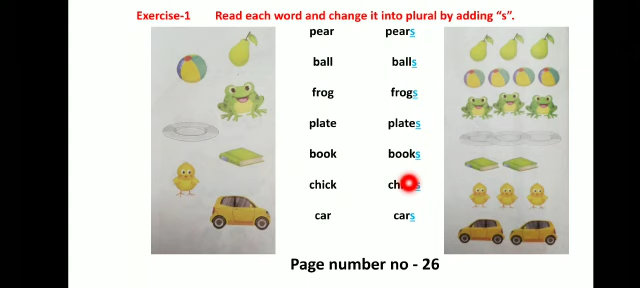 Exercise-1 Read each word and change it into plural by adding “s”.
pear pears
ball balls
frog frogs
plate plates
book books
chick
car cars
Page number no - 26